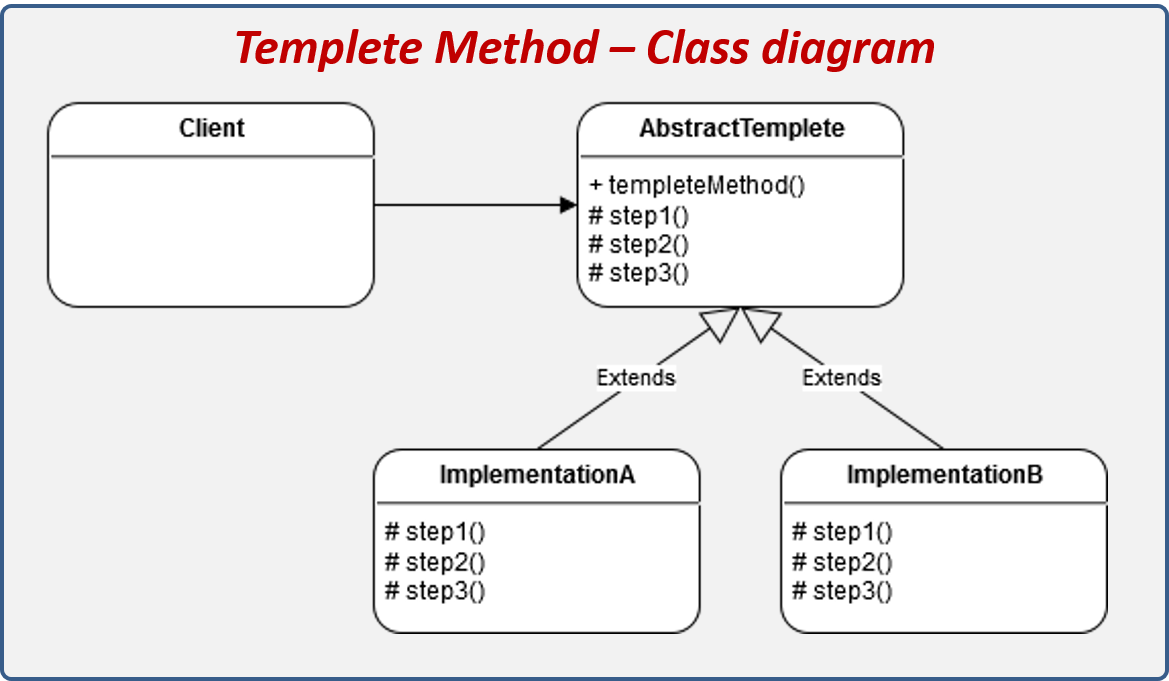 Templete Method – Class diagram
Client
AbstractTemplete
+ templeteMethod()
# step1()
# step2()
# step3()
Extends
Extends
ImplementationA
# step1()
# step2()
# step3()
ImplementationB
# step1()
# step2()
# step3()